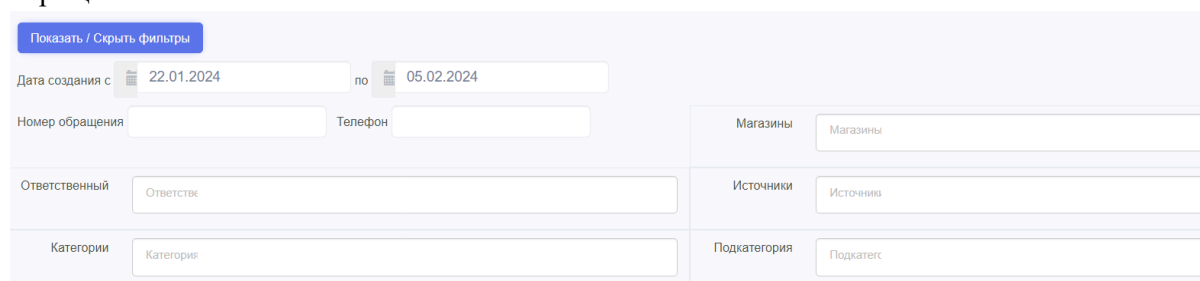 Показать / Скрыть фильтры
Дата создания с 22.01.2024 по 05.02.2024
Номер обращения Телефон Магазины Магазины
Ответственный Ответстве Источники Источники
Категории Категория Подкатегория Подкатегс